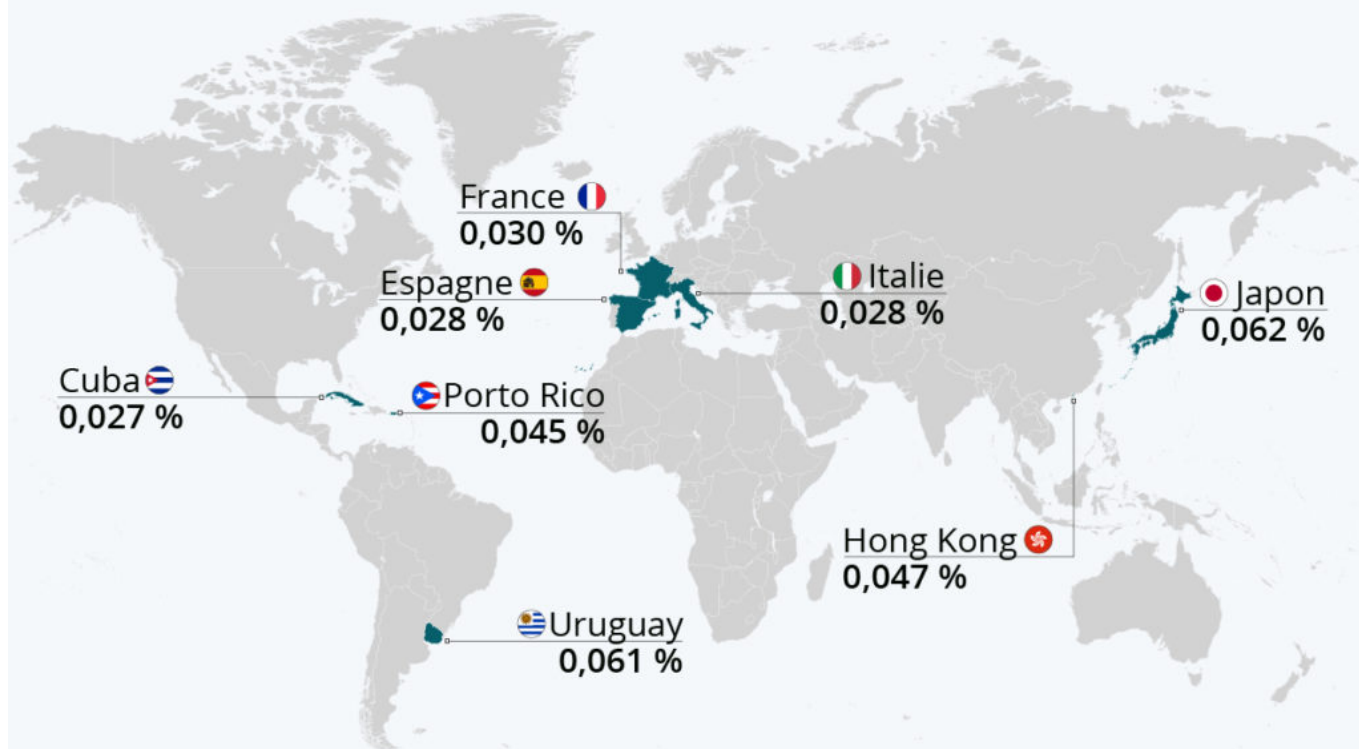 France
0,030 %
Espagne
0,028 %
Italie
0,028 %
Japon
0,062 %
Cuba
0,027 %
Porto Rico
0,045 %
Hong Kong
0,047 %
Uruguay
0,061 %